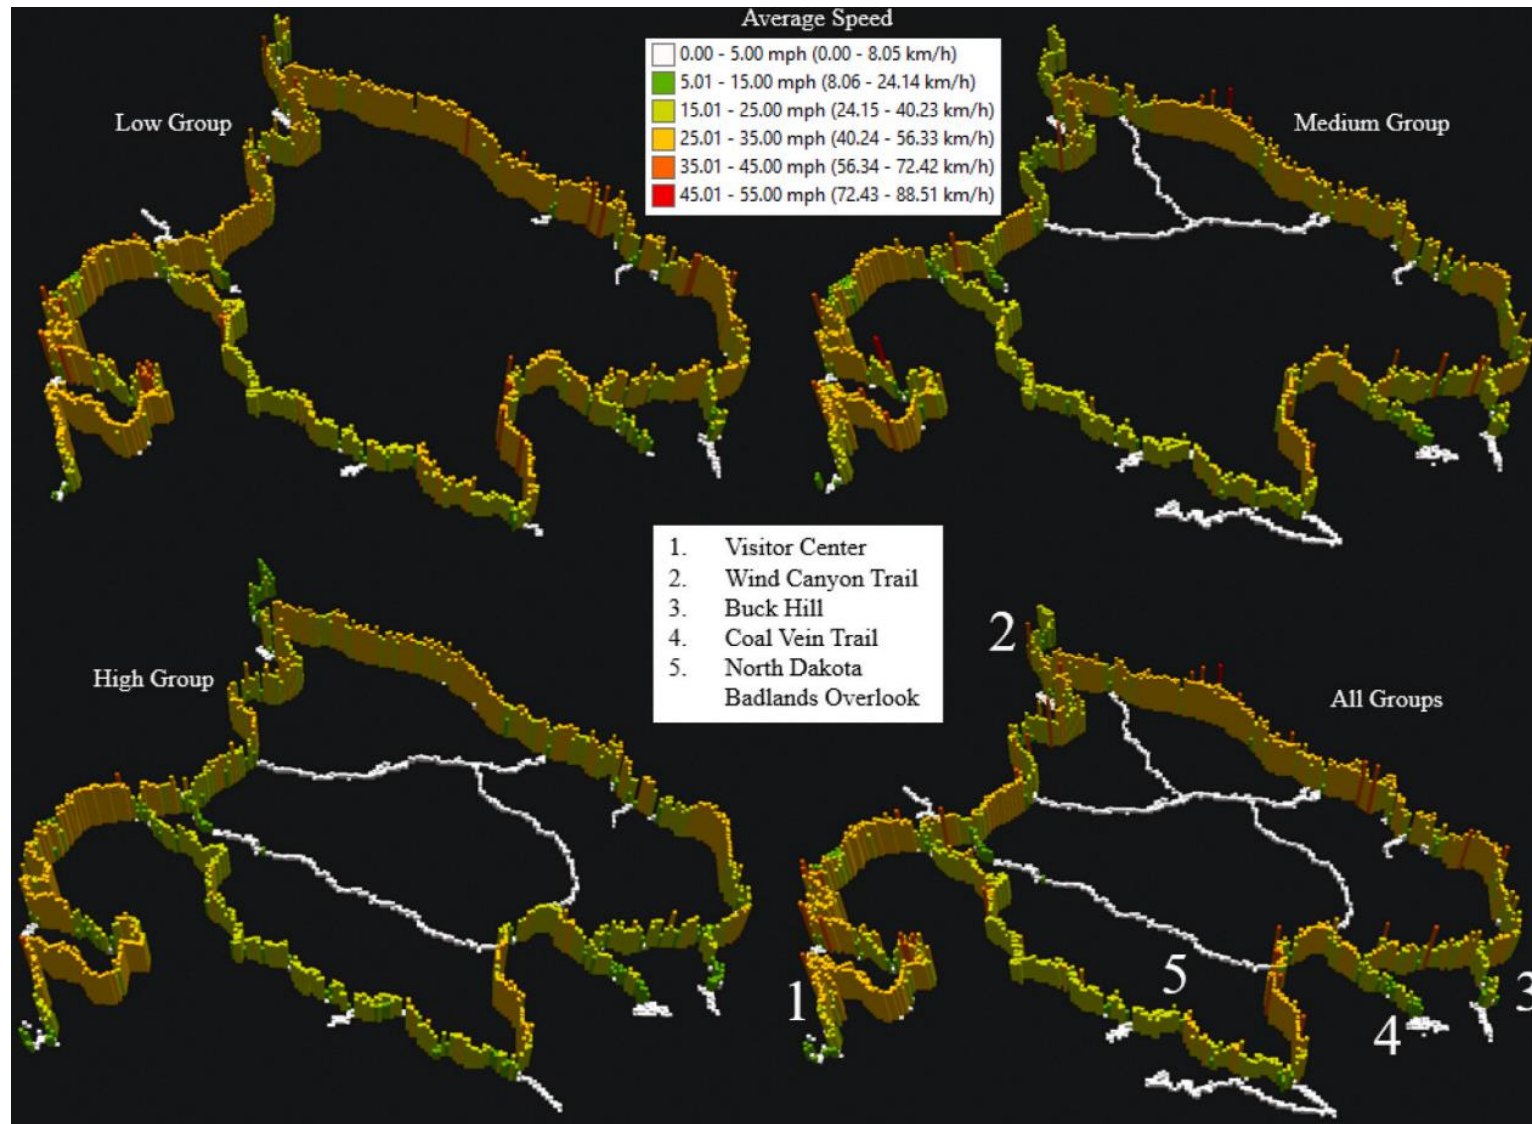 Average Speed
0.00 - 5.00 mph (0.00 - 8.05 km/h)
5.01 - 15.00 mph (8.06 - 24.14 km/h)
15.01 - 25.00 mph (24.15 - 40.23 km/h)
25.01 - 35.00 mph (40.24 - 56.33 km/h)
35.01 - 45.00 mph (56.34 - 72.42 km/h)
45.01 - 55.00 mph (72.43 - 88.51 km/h)
Low Group
Medium Group
1. Visitor Center
2. Wind Canyon Trail
3. Buck Hill
4. Coal Vein Trail
5. North Dakota
Badlands Overlook
High Group
All Groups
2
1
5
3
4